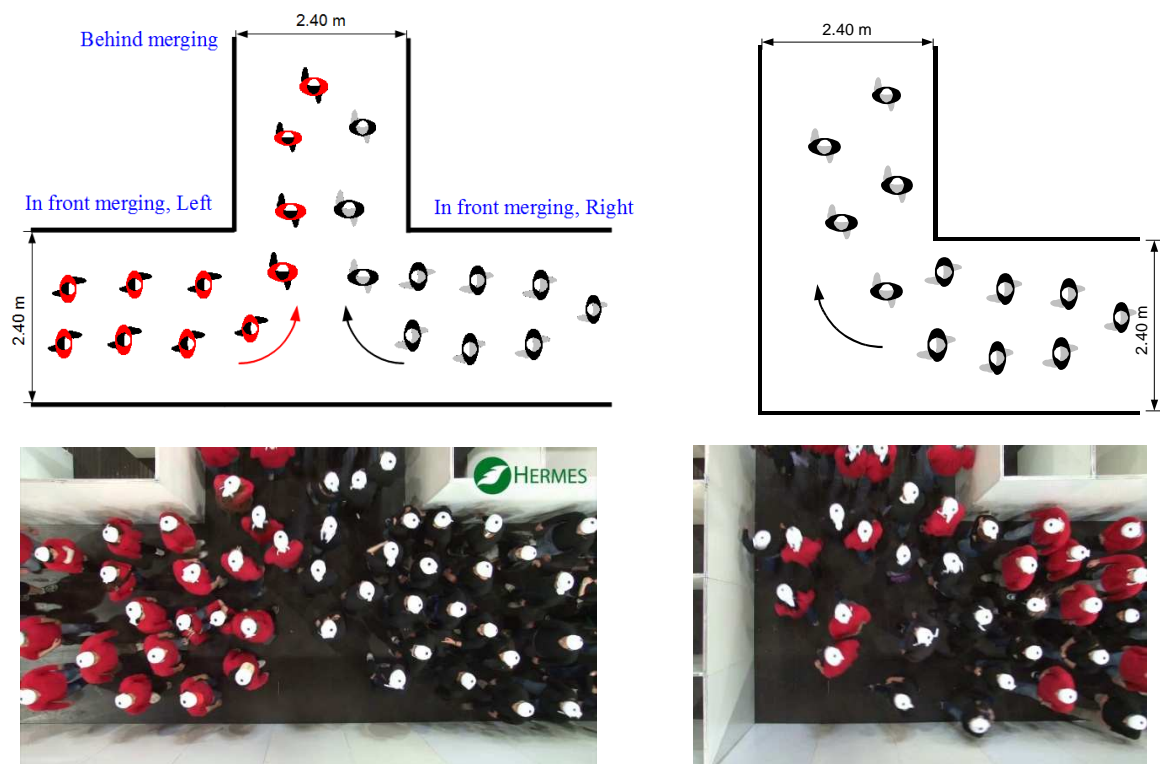 2.40 m
2.40 m
Behind merging
In front merging, Left
In front merging, Right
2.40 m
2.40 m
HERMES